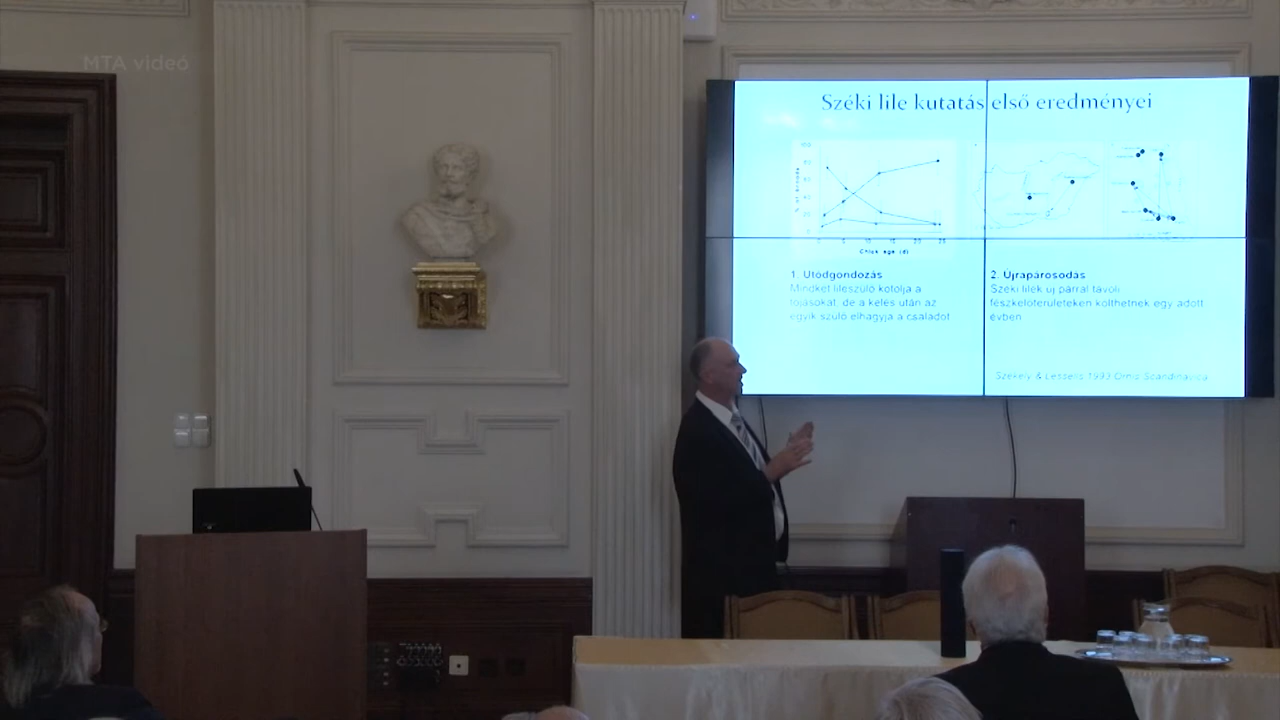 MTA videó
Széki lile kutatás első eredményei
Chick age (d)
1. Utódgondozás
Mindkét lileszülő kotolja a
tojásokat, de a kelés után az
egyik szülő elhagyja a családot
2. Újrapárosodás
Széki lilék új párral távoli
fészkelőterületeken költhetnek egy adott
évben
Székely & Lessells 1993 Ornis Scandinavica